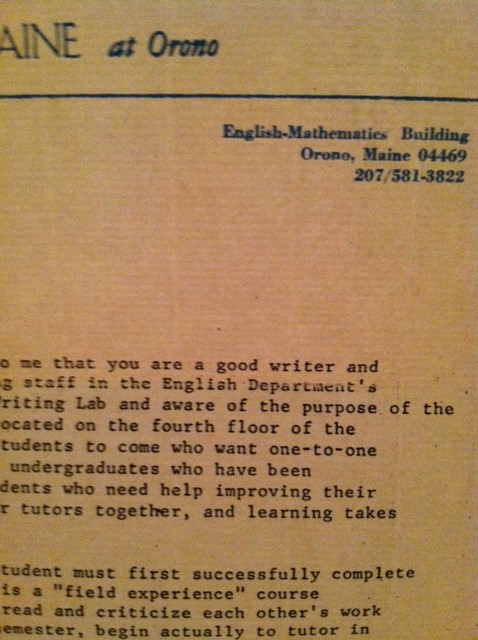 AINE at Orono
English-Mathematics Building
Orono, Maine 04469
207/581-3822
o me that you are a good writer and
g staff in the English Department's
riting Lab and aware of the purpose of the
ocated on the fourth floor of the
tudents to come who want one-to-one
undergraduates who have been
dents who need help improving their
r tutors together, and learning takes
tudent must first successfully complete
is a "field experience" course
read and criticize each other's work
emester, begin actually to tutor in